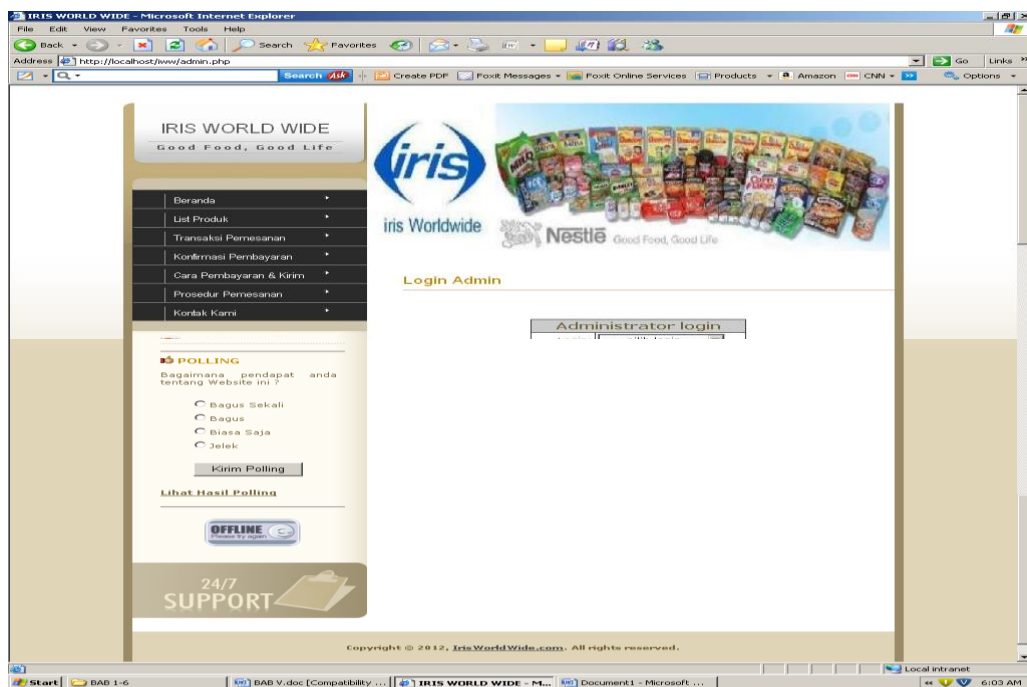 IRIS WORLD WIDE - Microsoft Internet Explorer
File Edit View Favorites Tools Help
Back Search Favorites
Address http://localhost/iww/admin.php Go Links
Search Ask Create PDF Foxit Messages Foxit Online Services Products Amazon CNN Options
IRIS WORLD WIDE
Good Food, Good Life
iris
iris Worldwide
Nestlé Good Food, Good Life
Beranda
List Produk
Transaksi Pemesanan
Konfirmasi Pembayaran
Cara Pembayaran & Kirim
Prosedur Pemesanan
Kontak Kami
Login Admin
Administrator login
POLLING
Bagaimana pendapat anda
tentang Website ini ?
Bagus Sekali
Bagus
Biasa Saja
Jelek
Kirim Polling
Lihat Hasil Polling
OFFLINE
Please try again
24/7
SUPPORT
Copyright © 2012, IrisWorldWide.com. All rights reserved.
Local intranet
Start BAB 1-6 BAB V.doc [Compatibility ... IRIS WORLD WIDE - M... Document1 - Microsoft ... 6:03 AM